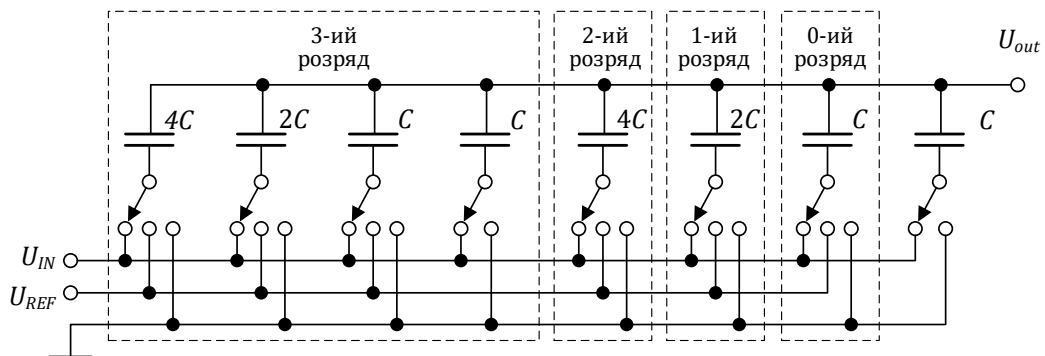 3-ий
розряд
2-ий
розряд
1-ий
розряд
0-ий
розряд
U_out
4C
2C
C
C
4C
2C
C
C
U_IN
U_REF